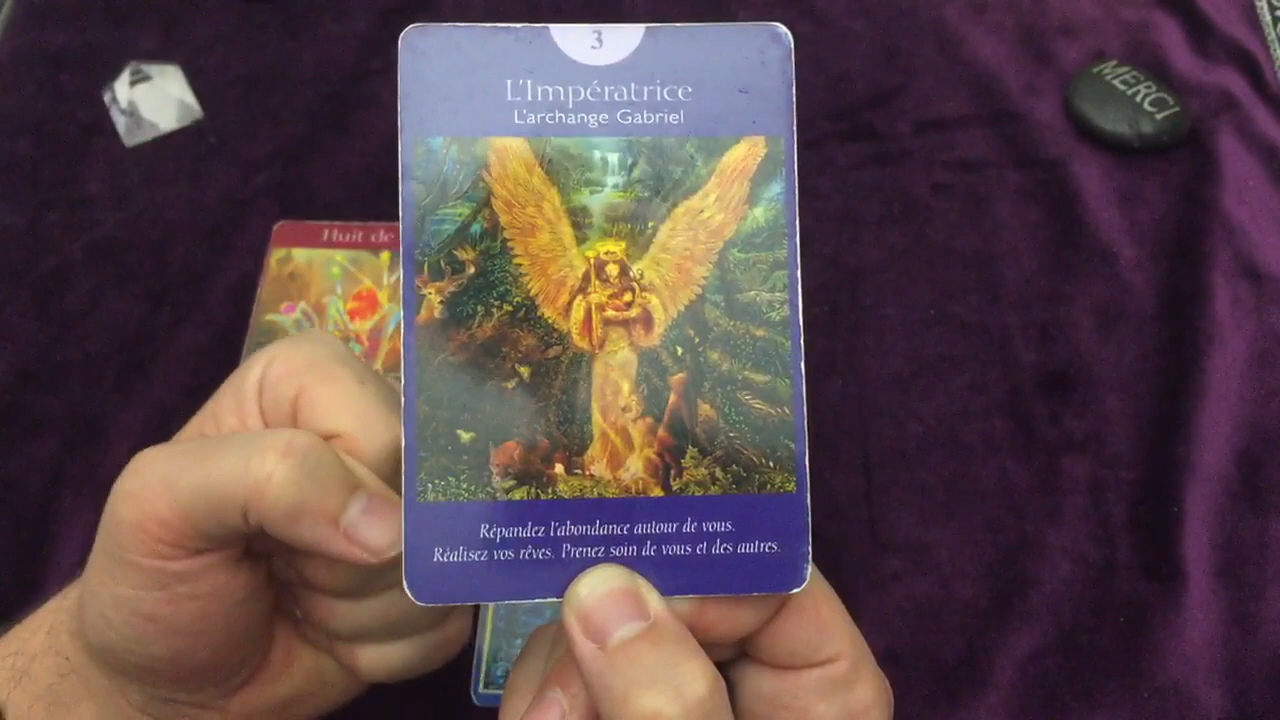 3
L'Impératrice
L'archange Gabriel
Répandez l'abondance autour de vous.
Réalisez vos rêves. Prenez soin de vous et des autres.
Huit de
MERCI